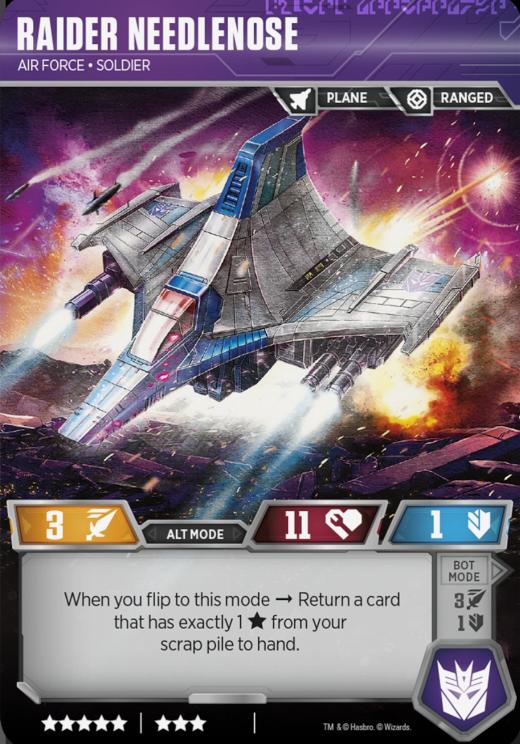 RAIDER NEEDLENOSE
AIR FORCE • SOLDIER
PLANE
RANGED
3
ALT MODE
11
1
When you flip to this mode → Return a card
that has exactly 1 ★ from your
scrap pile to hand.
BOT
MODE
3
1
★★★★★ | ★★★ |
TM & © Hasbro. © Wizards.